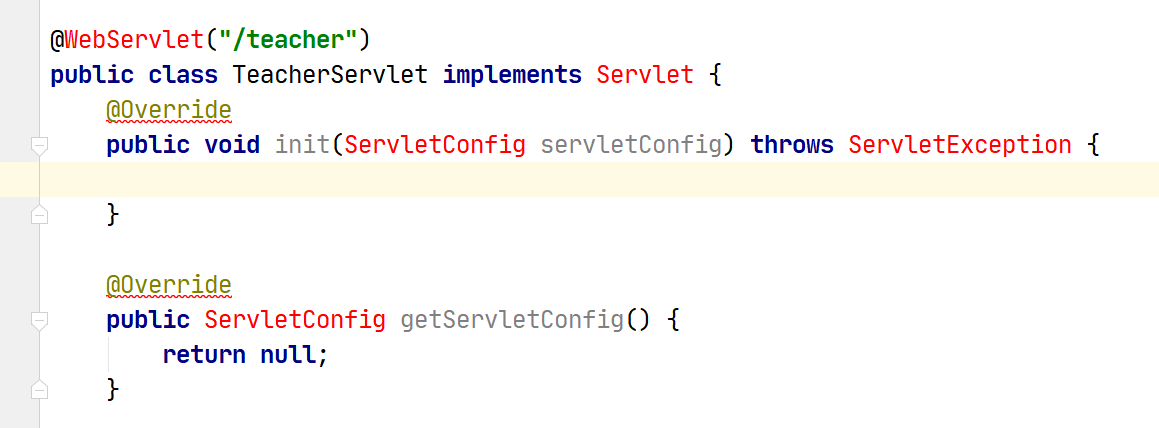 @WebServlet("/teacher")
public class TeacherServlet implements Servlet {
    @Override
    public void init(ServletConfig servletConfig) throws ServletException {
    }
    @Override
    public ServletConfig getServletConfig() {
        return null;
    }